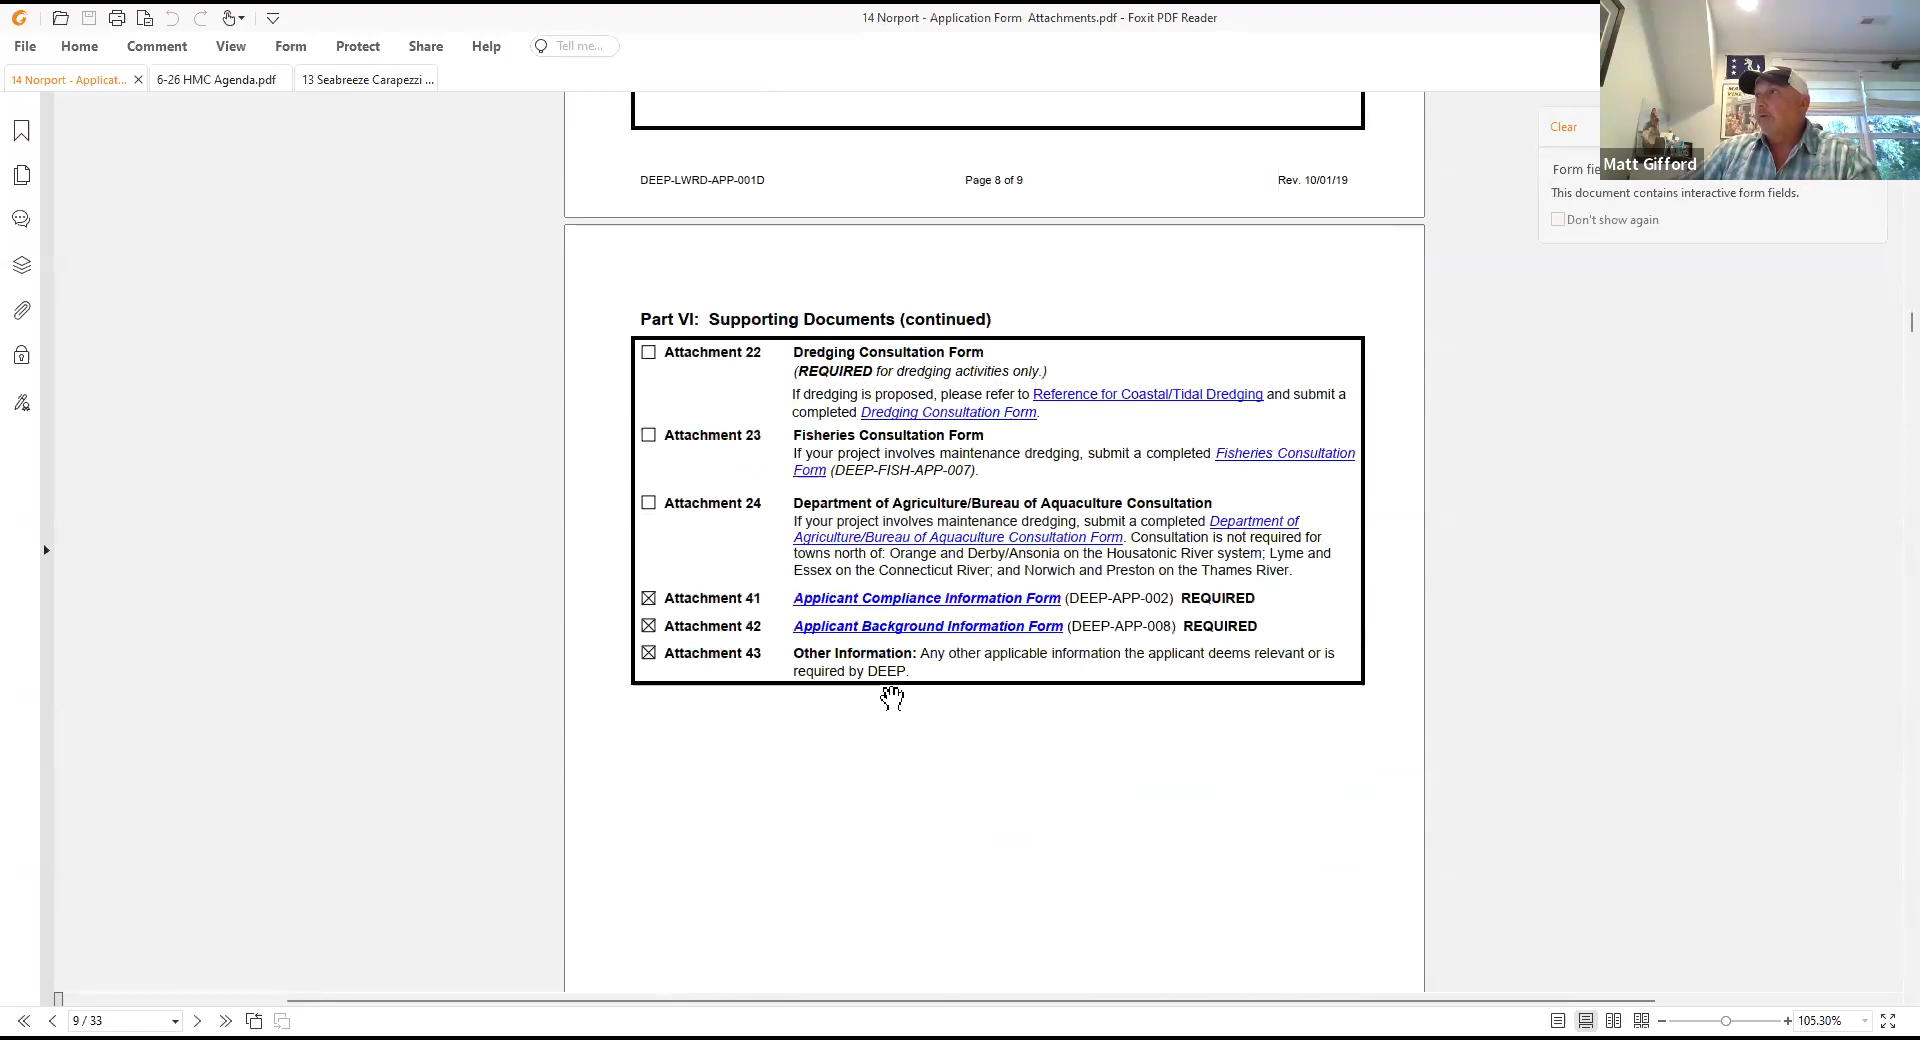 14 Norport - Application Form Attachments.pdf - Foxit PDF Reader
File Home Comment View Form Protect Share Help Tell me...
14 Norport - Applicat... 6-26 HMC Agenda.pdf 13 Seabreeze Carapezzi ...
Clear
Matt Gifford
Form fie
This document contains interactive form fields.
Don't show again
DEEP-LWRD-APP-001D Page 8 of 9 Rev. 10/01/19
Part VI: Supporting Documents (continued)
Attachment 22 Dredging Consultation Form
(REQUIRED for dredging activities only.)
If dredging is proposed, please refer to Reference for Coastal/Tidal Dredging and submit a
completed Dredging Consultation Form.
Attachment 23 Fisheries Consultation Form
If your project involves maintenance dredging, submit a completed Fisheries Consultation
Form (DEEP-FISH-APP-007).
Attachment 24 Department of Agriculture/Bureau of Aquaculture Consultation
If your project involves maintenance dredging, submit a completed Department of
Agriculture/Bureau of Aquaculture Consultation Form. Consultation is not required for
towns north of: Orange and Derby/Ansonia on the Housatonic River system; Lyme and
Essex on the Connecticut River; and Norwich and Preston on the Thames River.
Attachment 41 Applicant Compliance Information Form (DEEP-APP-002) REQUIRED
Attachment 42 Applicant Background Information Form (DEEP-APP-008) REQUIRED
Attachment 43 Other Information: Any other applicable information the applicant deems relevant or is
required by DEEP.
9 / 33
105.30%